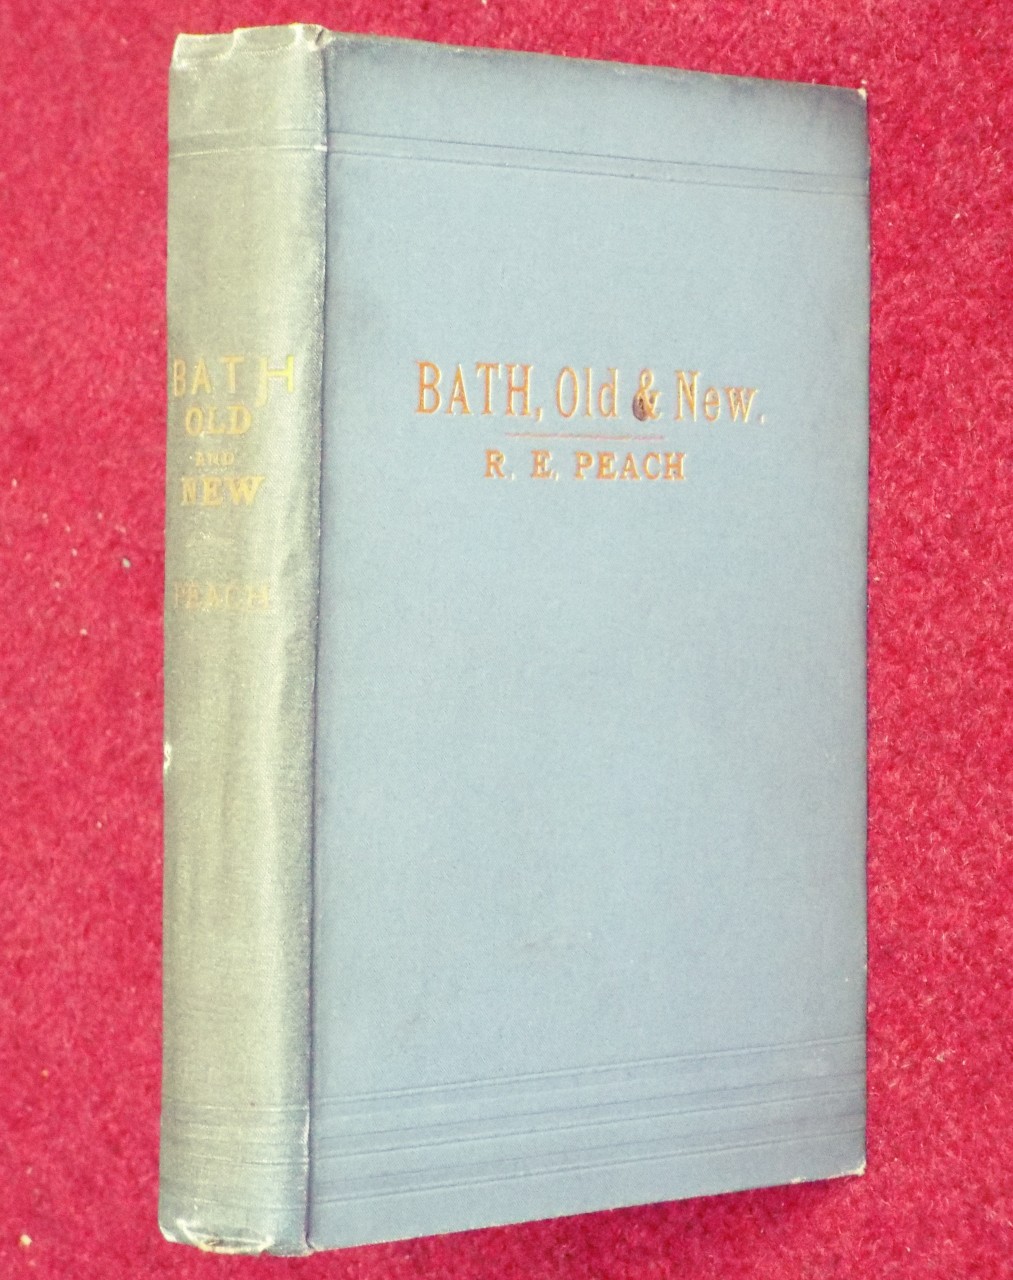 BATH
OLD
AND
NEW
PEACH
BATH, Old & New.
R. E. PEACH